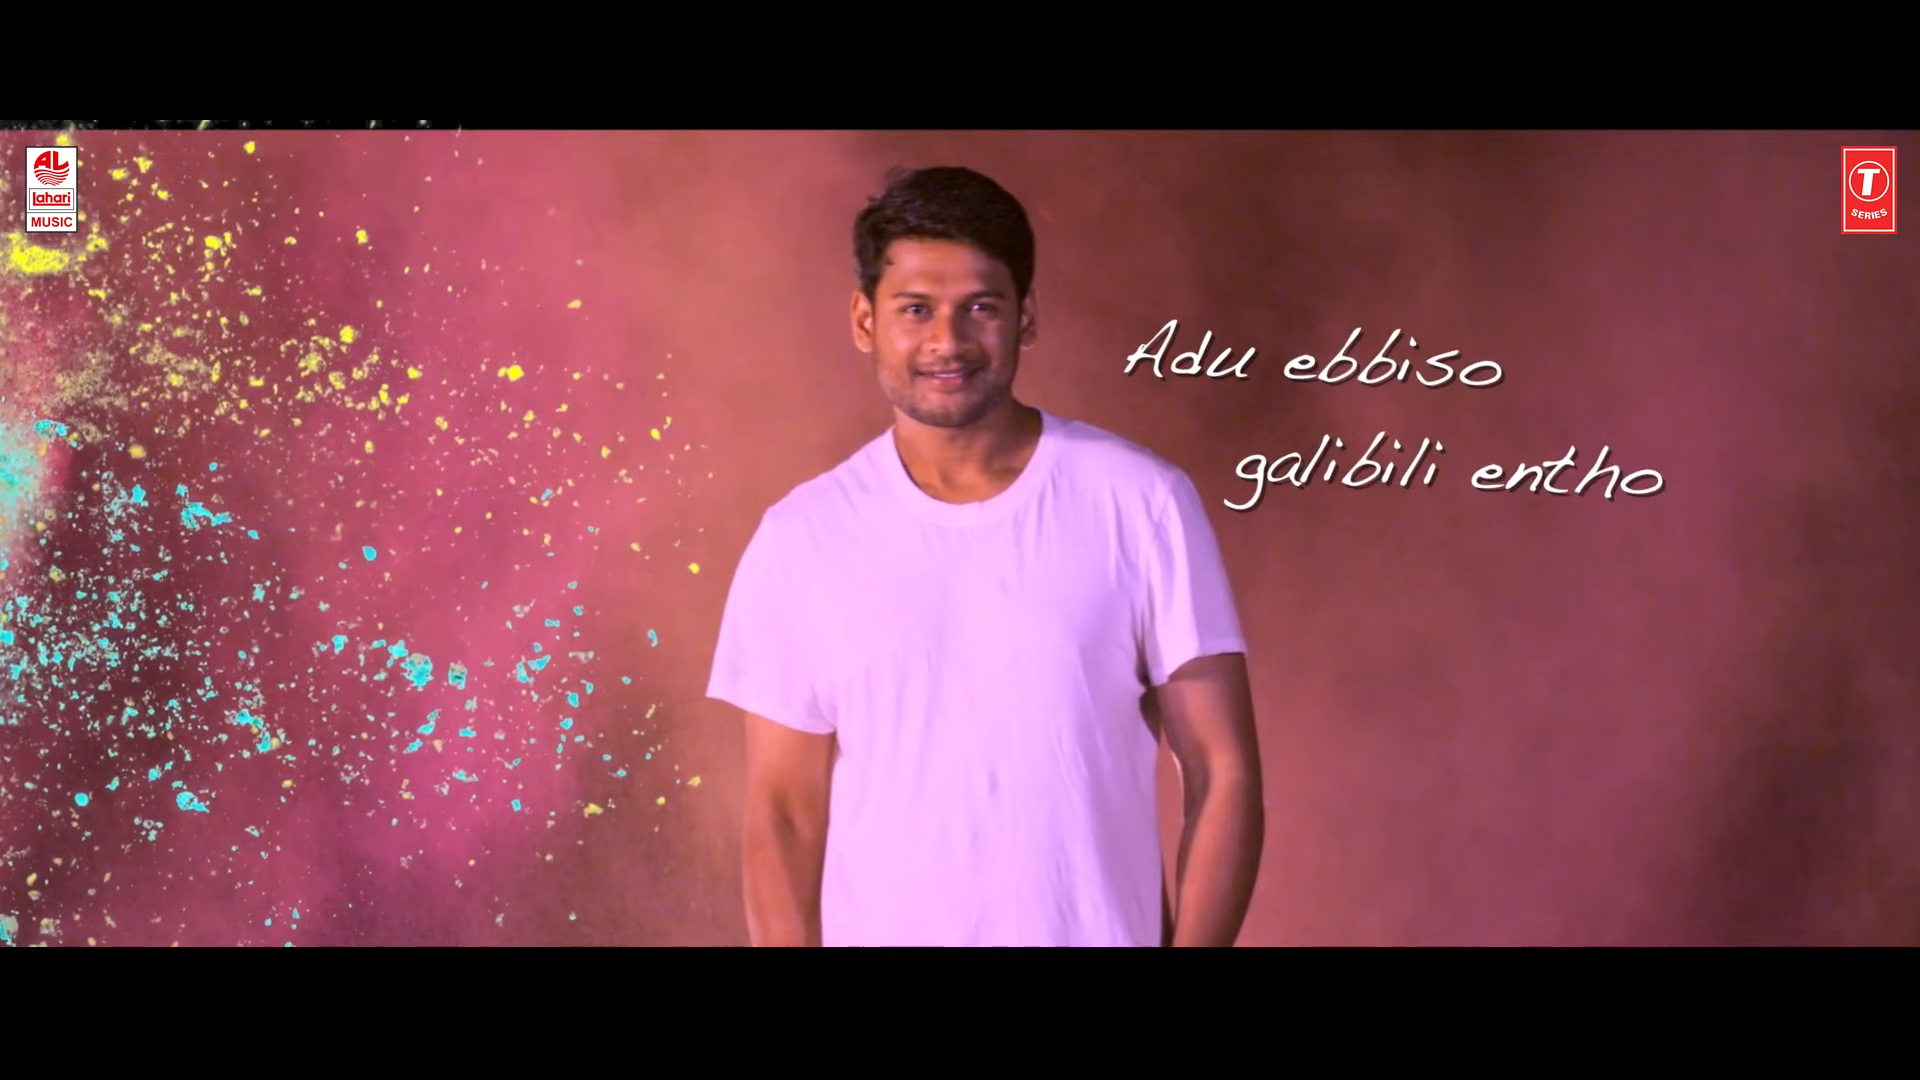 AL
lahari
MUSIC
T
SERIES
Adu ebbiso
galibili entho